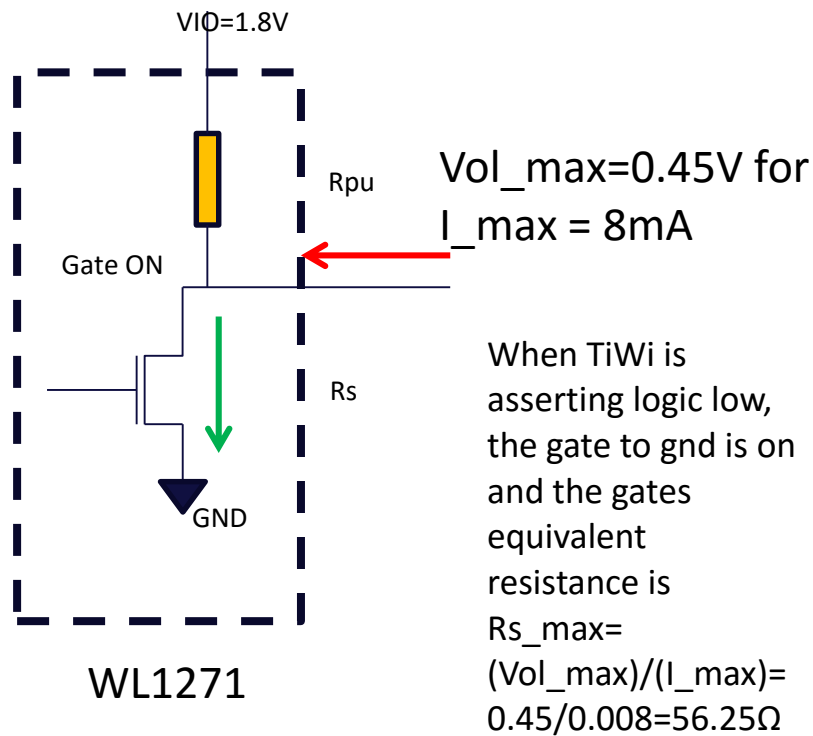 VIO=1.8V
Rpu
Vol_max=0.45V for
I_max = 8mA
Gate ON
Rs
GND
WL1271
When TiWi is
asserting logic low,
the gate to gnd is on
and the gates
equivalent
resistance is
Rs_max=
(Vol_max)/(I_max)=
0.45/0.008=56.25Ω